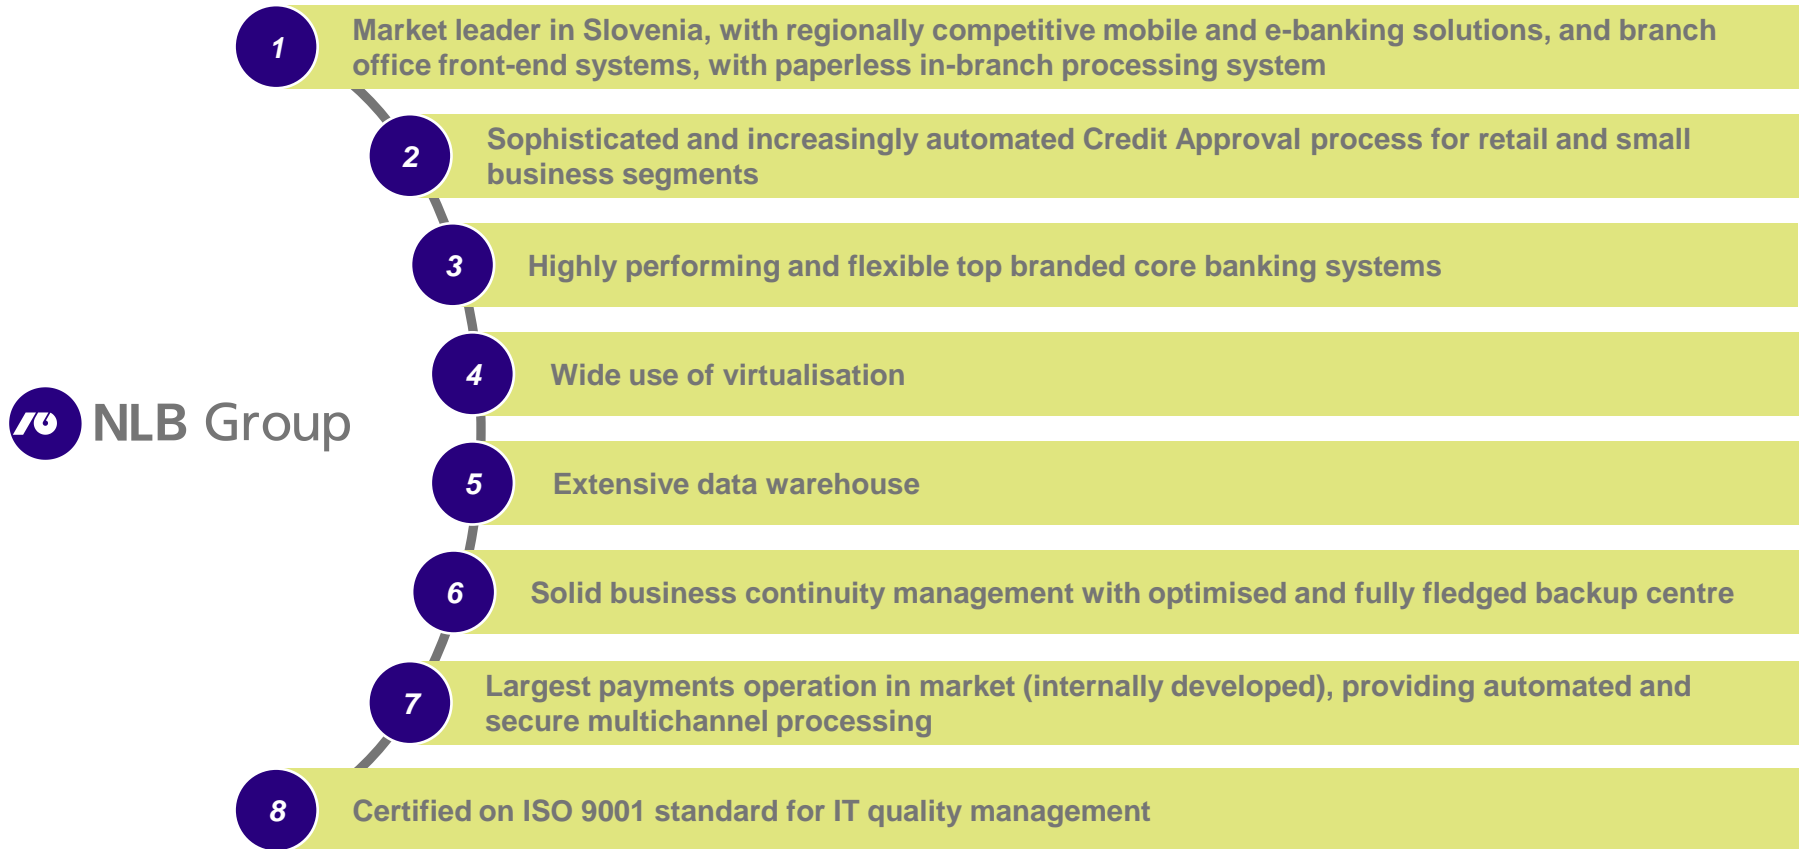 1
Market leader in Slovenia, with regionally competitive mobile and e-banking solutions, and branch
office front-end systems, with paperless in-branch processing system
2
Sophisticated and increasingly automated Credit Approval process for retail and small
business segments
3
Highly performing and flexible top branded core banking systems
4
Wide use of virtualisation
NLB Group
5
Extensive data warehouse
6
Solid business continuity management with optimised and fully fledged backup centre
7
Largest payments operation in market (internally developed), providing automated and
secure multichannel processing
8
Certified on ISO 9001 standard for IT quality management